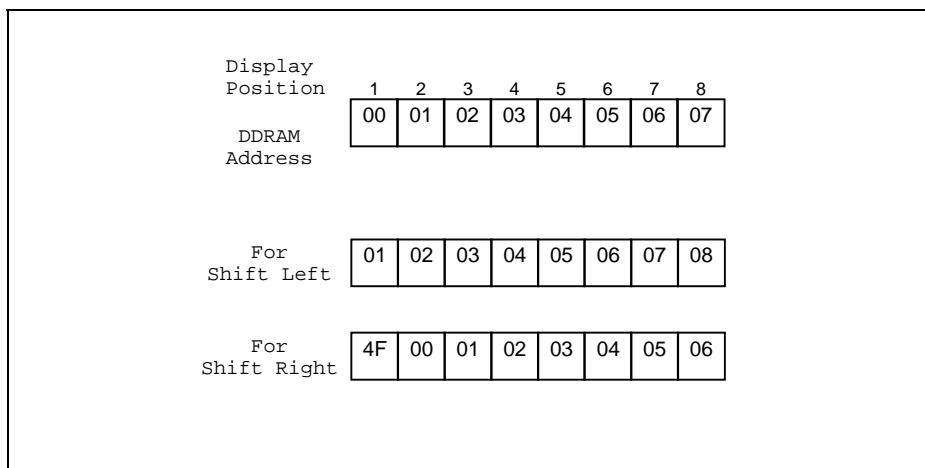 Display
Position 1 2 3 4 5 6 7 8
00 01 02 03 04 05 06 07
DDRAM
Address
For
Shift Left 01 02 03 04 05 06 07 08
For
Shift Right 4F 00 01 02 03 04 05 06